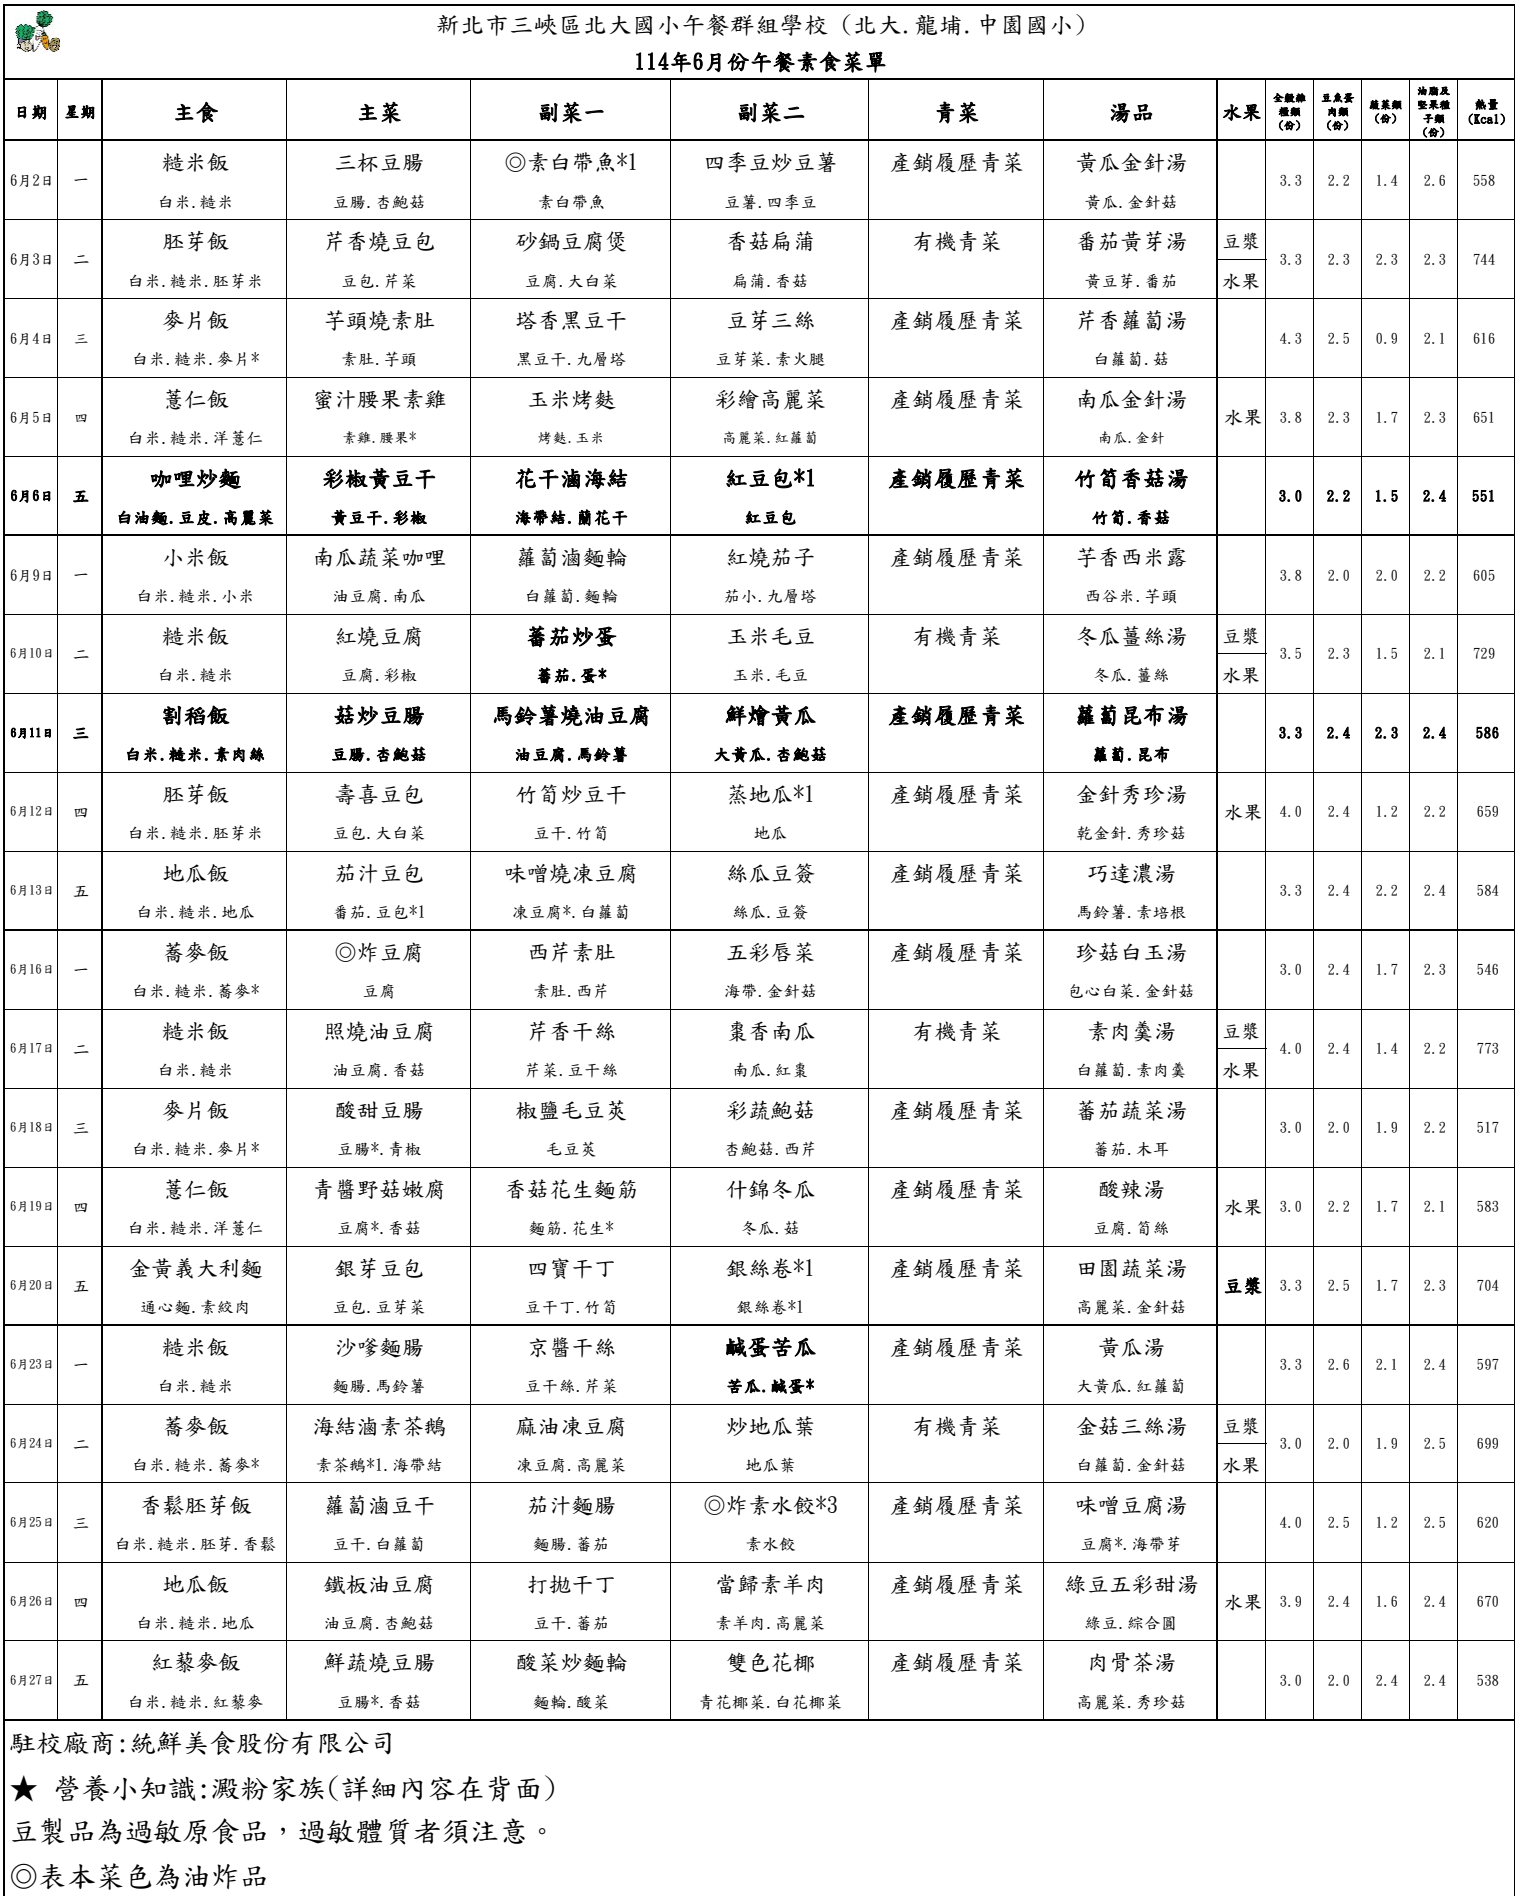 新北市三峽區北大國小午餐群組學校 (北大.龍埔.中園國小)
114年6月份午餐素食菜單
日期 星期 主食 主菜 副菜一 副菜二 青菜 湯品 水果 全穀雜糧類(份) 豆魚蛋肉類(份) 蔬菜類(份) 油脂及堅果種子類(份) 熱量(Kcal)
6月2日 一 糙米飯 三杯豆腸 ◎素白帶魚*1 四季豆炒豆薯 產銷履歷青菜 黃瓜金針湯 3.3 2.2 1.4 2.6 558
白米.糙米 豆腸.杏鮑菇 素白帶魚 豆薯.四季豆 黃瓜.金針菇
6月3日 二 胚芽飯 芹香燒豆包 砂鍋豆腐煲 香菇扁蒲 有機青菜 番茄黃芽湯 豆漿 3.3 2.3 2.3 2.3 744
白米.糙米.胚芽米 豆包.芹菜 豆腐.大白菜 扁蒲.香菇 黃豆芽.番茄 水果
6月4日 三 麥片飯 芋頭燒素肚 塔香黑豆干 豆芽三絲 產銷履歷青菜 芹香蘿蔔湯 4.3 2.5 0.9 2.1 616
白米.糙米.麥片* 素肚.芋頭 黑豆干.九層塔 豆芽菜.素火腿 白蘿蔔.菇
6月5日 四 薏仁飯 蜜汁腰果素雞 玉米烤麩 彩繪高麗菜 產銷履歷青菜 南瓜金針湯 水果 3.8 2.3 1.7 2.3 651
白米.糙米.洋薏仁 素雞.腰果* 烤麩.玉米 高麗菜.紅蘿蔔 南瓜.金針
6月6日 五 咖哩炒麵 彩椒黃豆干 花干滷海結 紅豆包*1 產銷履歷青菜 竹筍香菇湯 3.0 2.2 1.5 2.4 551
白油麵.豆皮.高麗菜 黃豆干.彩椒 海帶結.蘭花干 紅豆包 竹筍.香菇
6月9日 一 小米飯 南瓜蔬菜咖哩 蘿蔔滷麵輪 紅燒茄子 產銷履歷青菜 芋香西米露 3.8 2.0 2.0 2.2 605
白米.糙米.小米 油豆腐.南瓜 白蘿蔔.麵輪 茄小.九層塔 西谷米.芋頭
6月10日 二 糙米飯 紅燒豆腐 蕃茄炒蛋 玉米毛豆 有機青菜 冬瓜薑絲湯 豆漿 3.5 2.3 1.5 2.1 729
白米.糙米 豆腐.彩椒 蕃茄.蛋* 玉米.毛豆 冬瓜.薑絲 水果
6月11日 三 割稻飯 菇炒豆腸 馬鈴薯燒油豆腐 鮮燴黃瓜 產銷履歷青菜 蘿蔔昆布湯 3.3 2.4 2.3 2.4 586
白米.糙米.素肉絲 豆腸.杏鮑菇 油豆腐.馬鈴薯 大黃瓜.杏鮑菇 蘿蔔.昆布
6月12日 四 胚芽飯 壽喜豆包 竹筍炒豆干 蒸地瓜*1 產銷履歷青菜 金針秀珍湯 水果 4.0 2.4 1.2 2.2 659
白米.糙米.胚芽米 豆包.大白菜 豆干.竹筍 地瓜 乾金針.秀珍菇
6月13日 五 地瓜飯 茄汁豆包 味噌燒凍豆腐 絲瓜豆簽 產銷履歷青菜 巧達濃湯 3.3 2.4 2.2 2.4 584
白米.糙米.地瓜 番茄.豆包*1 凍豆腐*.白蘿蔔 絲瓜.豆簽 馬鈴薯.素培根
6月16日 一 蕎麥飯 ◎炸豆腐 西芹素肚 五彩唇菜 產銷履歷青菜 珍菇白玉湯 3.0 2.4 1.7 2.3 546
白米.糙米.蕎麥* 豆腐 素肚.西芹 海帶.金針菇 包心白菜.金針菇
6月17日 二 糙米飯 照燒油豆腐 芹香干絲 棗香南瓜 有機青菜 素肉羹湯 豆漿 4.0 2.4 1.4 2.2 773
白米.糙米 油豆腐.香菇 芹菜.豆干絲 南瓜.紅棗 白蘿蔔.素肉羹 水果
6月18日 三 麥片飯 酸甜豆腸 椒鹽毛豆莢 彩蔬鮑菇 產銷履歷青菜 蕃茄蔬菜湯 3.0 2.0 1.9 2.2 517
白米.糙米.麥片* 豆腸*.青椒 毛豆莢 杏鮑菇.西芹 蕃茄.木耳
6月19日 四 薏仁飯 青醬野菇嫩腐 香菇花生麵筋 什錦冬瓜 產銷履歷青菜 酸辣湯 水果 3.0 2.2 1.7 2.1 583
白米.糙米.洋薏仁 豆腐*.香菇 麵筋.花生* 冬瓜.菇 豆腐.筍絲
6月20日 五 金黃義大利麵 銀芽豆包 四寶干丁 銀絲卷*1 產銷履歷青菜 田園蔬菜湯 豆漿 3.3 2.5 1.7 2.3 704
通心麵.素絞肉 豆包.豆芽菜 豆干丁.竹筍 銀絲卷*1 高麗菜.金針菇
6月23日 一 糙米飯 沙嗲麵腸 京醬干絲 鹹蛋苦瓜 產銷履歷青菜 黃瓜湯 3.3 2.6 2.1 2.4 597
白米.糙米 麵腸.馬鈴薯 豆干絲.芹菜 苦瓜.鹹蛋* 大黃瓜.紅蘿蔔
6月24日 二 蕎麥飯 海結滷素茶鵝 麻油凍豆腐 炒地瓜葉 有機青菜 金菇三絲湯 豆漿 3.0 2.0 1.9 2.5 699
白米.糙米.蕎麥* 素茶鵝*1.海帶結 凍豆腐.高麗菜 地瓜葉 白蘿蔔.金針菇 水果
6月25日 三 香鬆胚芽飯 蘿蔔滷豆干 茄汁麵腸 ◎炸素水餃*3 產銷履歷青菜 味噌豆腐湯 4.0 2.5 1.2 2.5 620
白米.糙米.胚芽.香鬆 豆干.白蘿蔔 麵腸.蕃茄 素水餃 豆腐*.海帶芽
6月26日 四 地瓜飯 鐵板油豆腐 打拋干丁 當歸素羊肉 產銷履歷青菜 綠豆五彩甜湯 水果 3.9 2.4 1.6 2.4 670
白米.糙米.地瓜 油豆腐.杏鮑菇 豆干.蕃茄 素羊肉.高麗菜 綠豆.綜合圓
6月27日 五 紅藜麥飯 鮮蔬燒豆腸 酸菜炒麵輪 雙色花椰 產銷履歷青菜 肉骨茶湯 3.0 2.0 2.4 2.4 538
白米.糙米.紅藜麥 豆腸*.香菇 麵輪.酸菜 青花椰菜.白花椰菜 高麗菜.秀珍菇
駐校廠商:統鮮美食股份有限公司
★ 營養小知識:澱粉家族(詳細內容在背面)
豆製品為過敏原食品，過敏體質者須注意。
◎表本菜色為油炸品